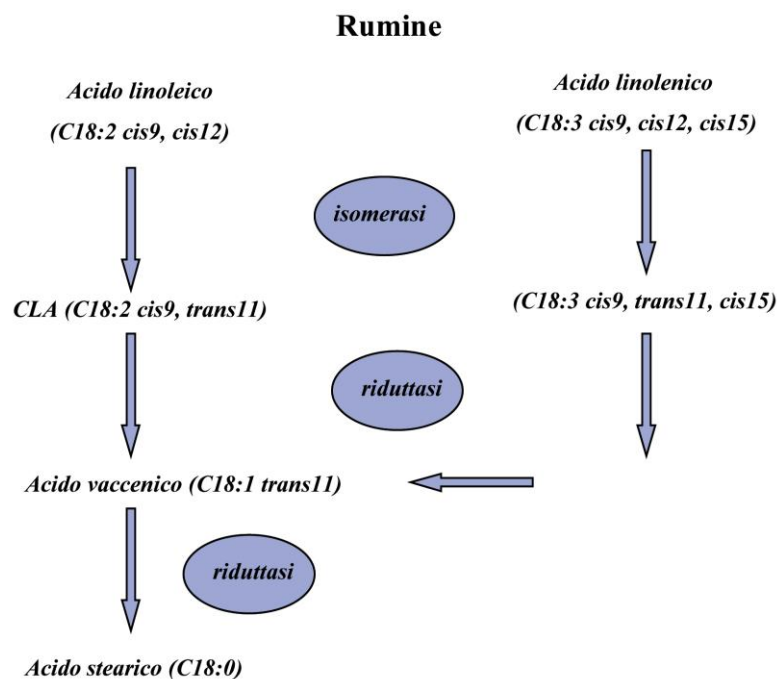 Rumine
Acido linoleico
(C18:2 cis9, cis12)
Acido linolenico
(C18:3 cis9, cis12, cis15)
isomerasi
CLA (C18:2 cis9, trans11)
(C18:3 cis9, trans11, cis15)
riduttasi
Acido vaccenico (C18:1 trans11)
riduttasi
Acido stearico (C18:0)